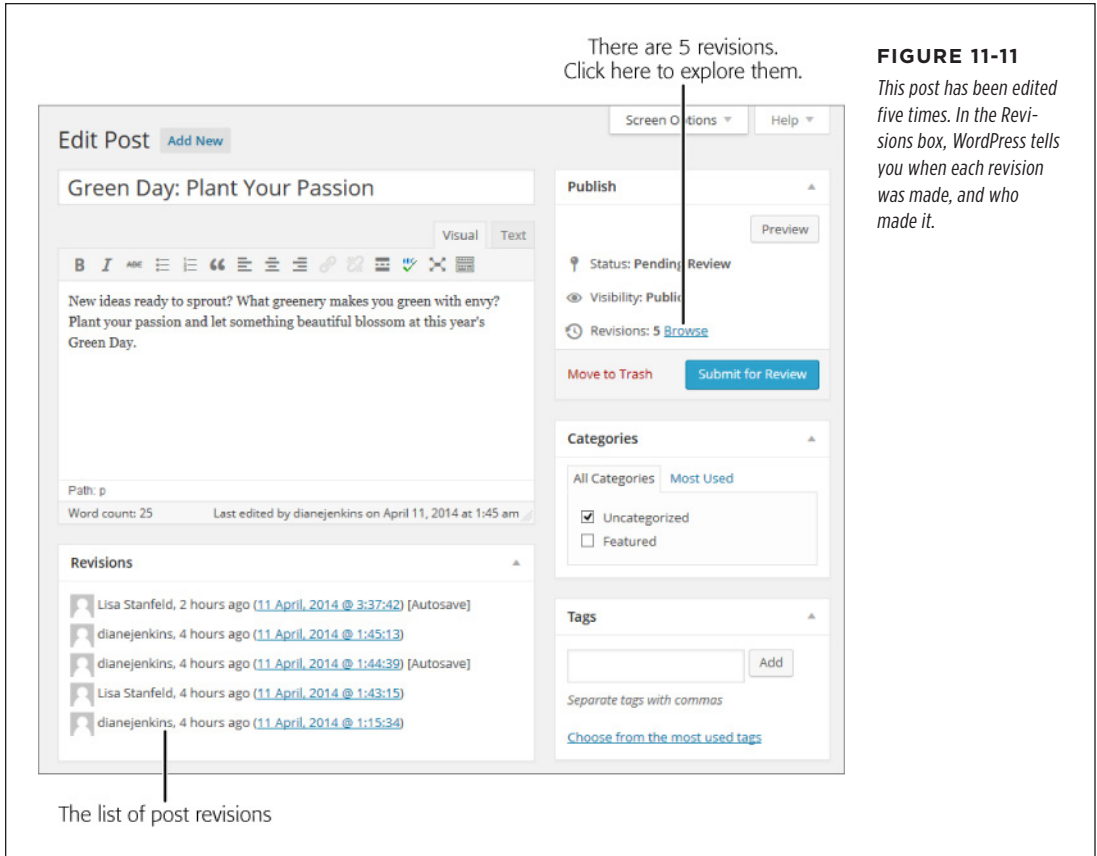 There are 5 revisions.
Click here to explore them.
FIGURE 11-11
This post has been edited
five times. In the Revi-
sions box, WordPress tells
you when each revision
was made, and who
made it.
Screen Options
Help
Edit Post Add New
Green Day: Plant Your Passion
Visual Text
B I ABC
New ideas ready to sprout? What greenery makes you green with envy?
Plant your passion and let something beautiful blossom at this year's
Green Day.
Path: p
Word count: 25 Last edited by dianejenkins on April 11, 2014 at 1:45 am
Revisions
Lisa Stanfeld, 2 hours ago (11 April, 2014 @ 3:37:42) [Autosave]
dianejenkins, 4 hours ago (11 April, 2014 @ 1:45:13)
dianejenkins, 4 hours ago (11 April, 2014 @ 1:44:39) [Autosave]
Lisa Stanfeld, 4 hours ago (11 April, 2014 @ 1:43:15)
dianejenkins, 4 hours ago (11 April, 2014 @ 1:15:34)
Publish
Preview
Status: Pending Review
Visibility: Public
Revisions: 5 Browse
Move to Trash Submit for Review
Categories
All Categories Most Used
Uncategorized
Featured
Tags
Add
Separate tags with commas
Choose from the most used tags
The list of post revisions